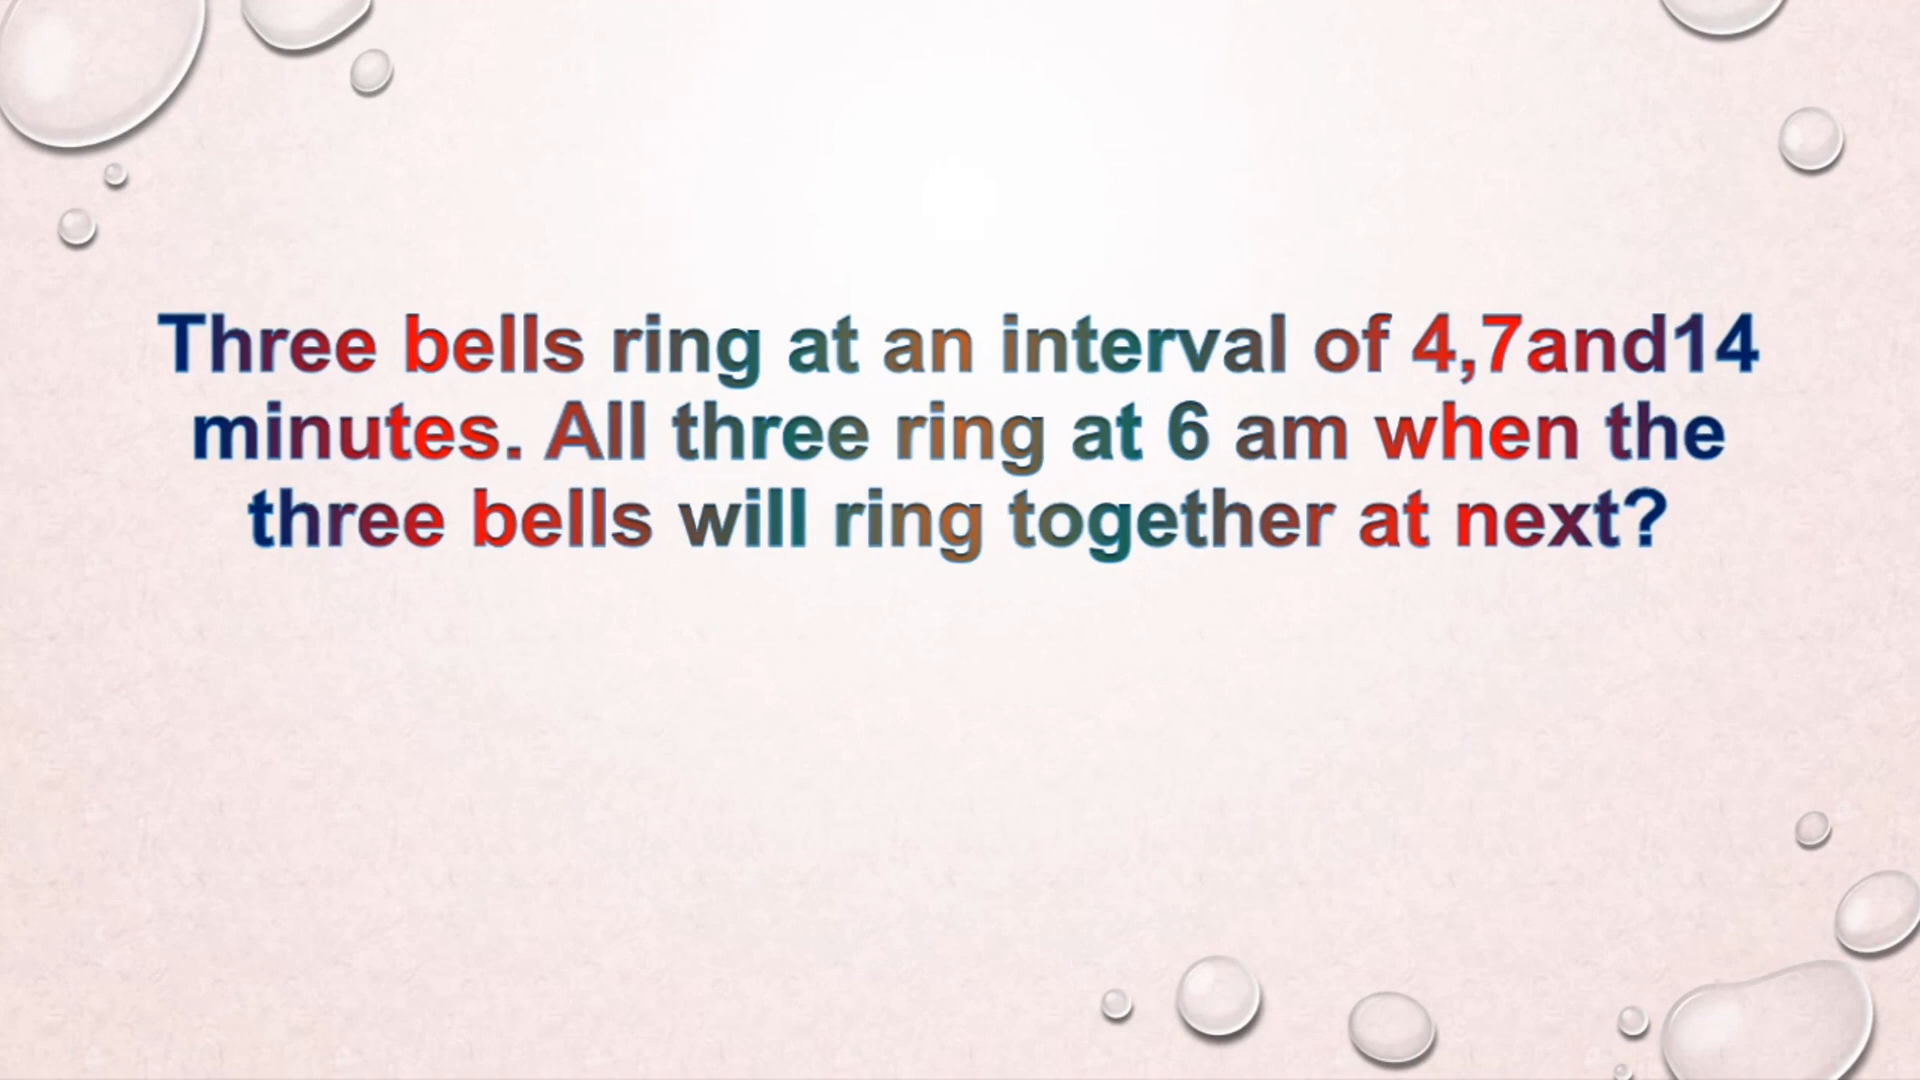 Three bells ring at an interval of 4,7and14
minutes. All three ring at 6 am when the
three bells will ring together at next?